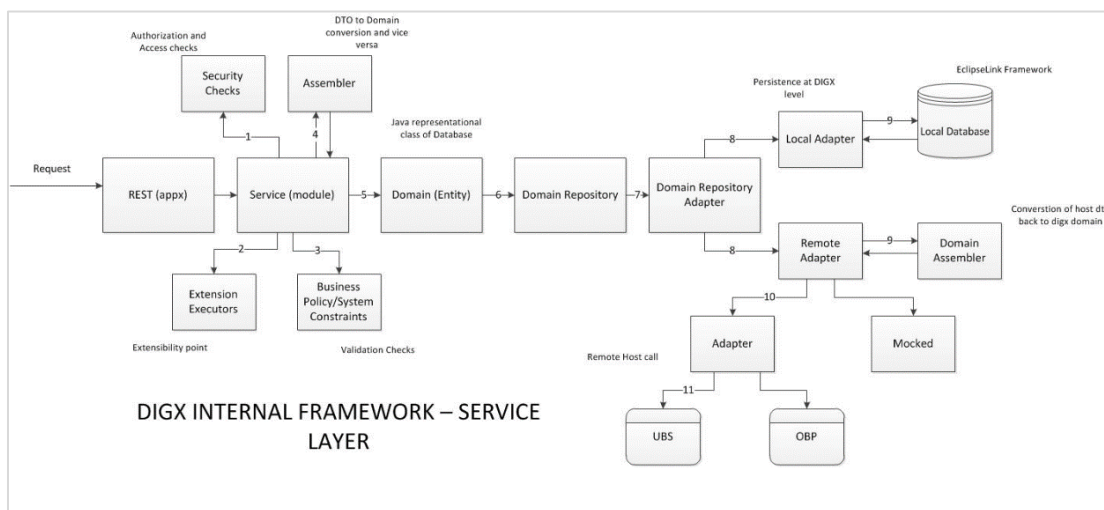 DTO to Domain
conversion and vice
versa
Authorization and
Access checks
Security
Checks
Assembler
EclipseLink Framework
Persistence at DIGX
level
Java representational
class of Database
1
4
8
Local Adapter
9
Local Database
Request
REST (appx)
Service (module)
5
Domain (Entity)
6
Domain Repository
7
Domain Repository
Adapter
Converstion of host dt
back to digx domain
2
3
8
Remote
Adapter
9
Domain
Assembler
Extension
Executors
Business
Policy/System
Constraints
10
Extensibility point
Validation Checks
Remote Host call
Adapter
Mocked
11
DIGX INTERNAL FRAMEWORK – SERVICE
LAYER
UBS
OBP